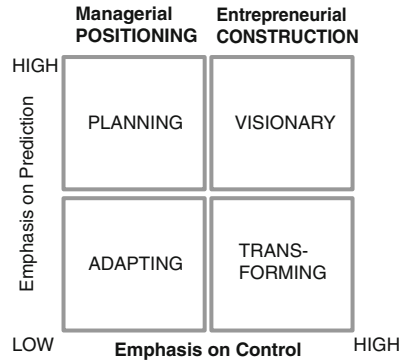 Managerial
POSITIONING
Entrepreneurial
CONSTRUCTION
HIGH
Emphasis on Prediction
PLANNING
VISIONARY
ADAPTING
TRANS-
FORMING
LOW
Emphasis on Control
HIGH